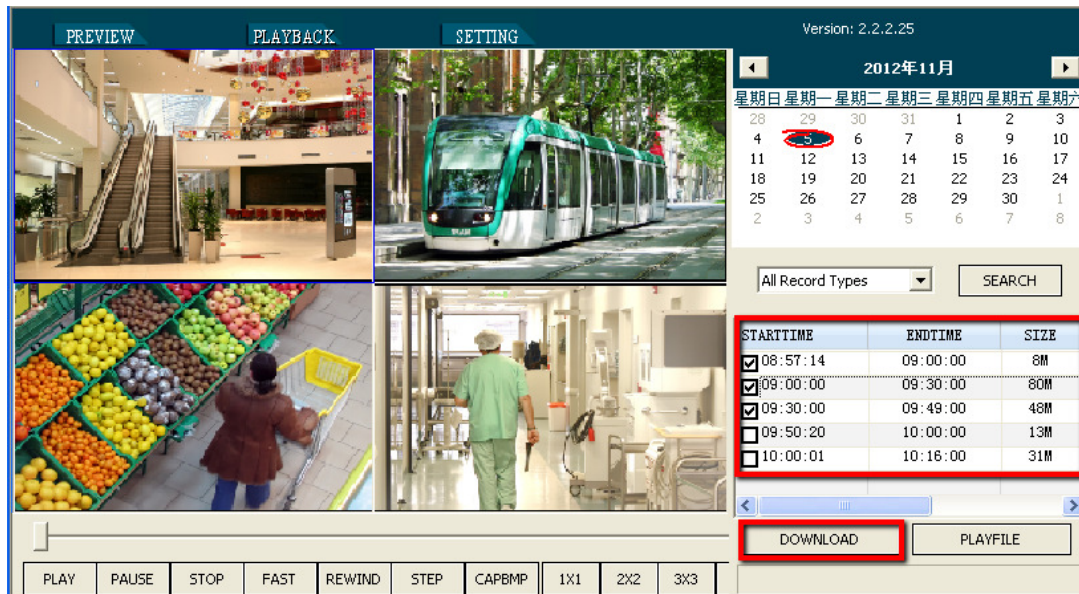 PREVIEW PLAYBACK SETTING
Version: 2.2.2.25
2012年11月
星期日 星期一 星期二 星期三 星期四 星期五 星期六
28 29 30 31 1 2 3
4 5 6 7 8 9 10
11 12 13 14 15 16 17
18 19 20 21 22 23 24
25 26 27 28 29 30 1
2 3 4 5 6 7 8
All Record Types SEARCH
STARTTIME ENDTIME SIZE
08:57:14 09:00:00 8M
09:00:00 09:30:00 80M
09:30:00 09:49:00 48M
09:50:20 10:00:00 13M
10:00:01 10:16:00 31M
DOWNLOAD PLAYFILE
PLAY PAUSE STOP FAST REWIND STEP CAPBMP 1X1 2X2 3X3